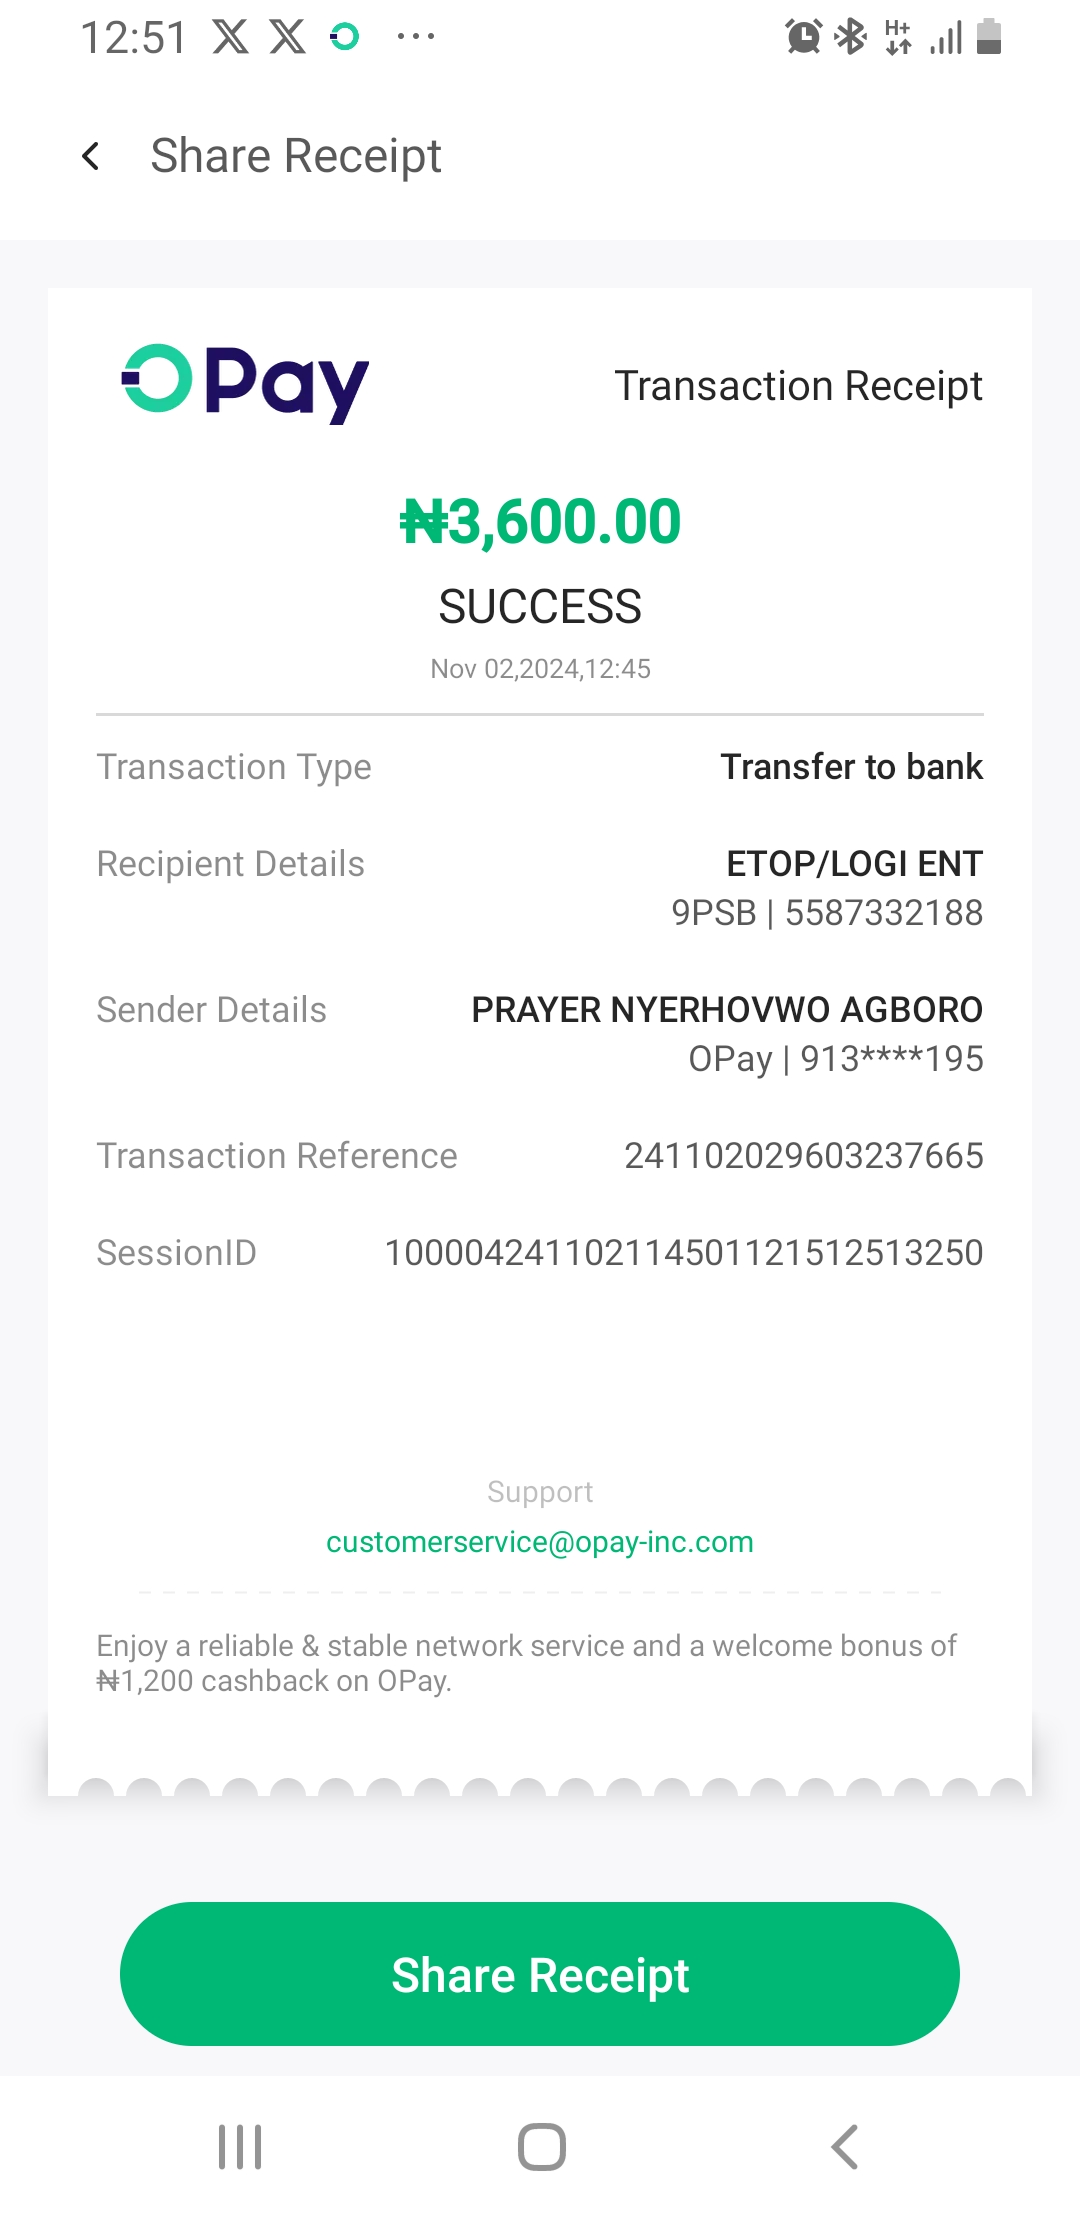 12:51
Share Receipt
OPay
Transaction Receipt
₦3,600.00
SUCCESS
Nov 02,2024,12:45
Transaction Type
Transfer to bank
Recipient Details
ETOP/LOGI ENT
9PSB | 5587332188
Sender Details
PRAYER NYERHOVWO AGBORO
OPay | 913****195
Transaction Reference
241102029603237665
SessionID
100004241102114501121512513250
Support
customerservice@opay-inc.com
Enjoy a reliable & stable network service and a welcome bonus of
₦1,200 cashback on OPay.
Share Receipt